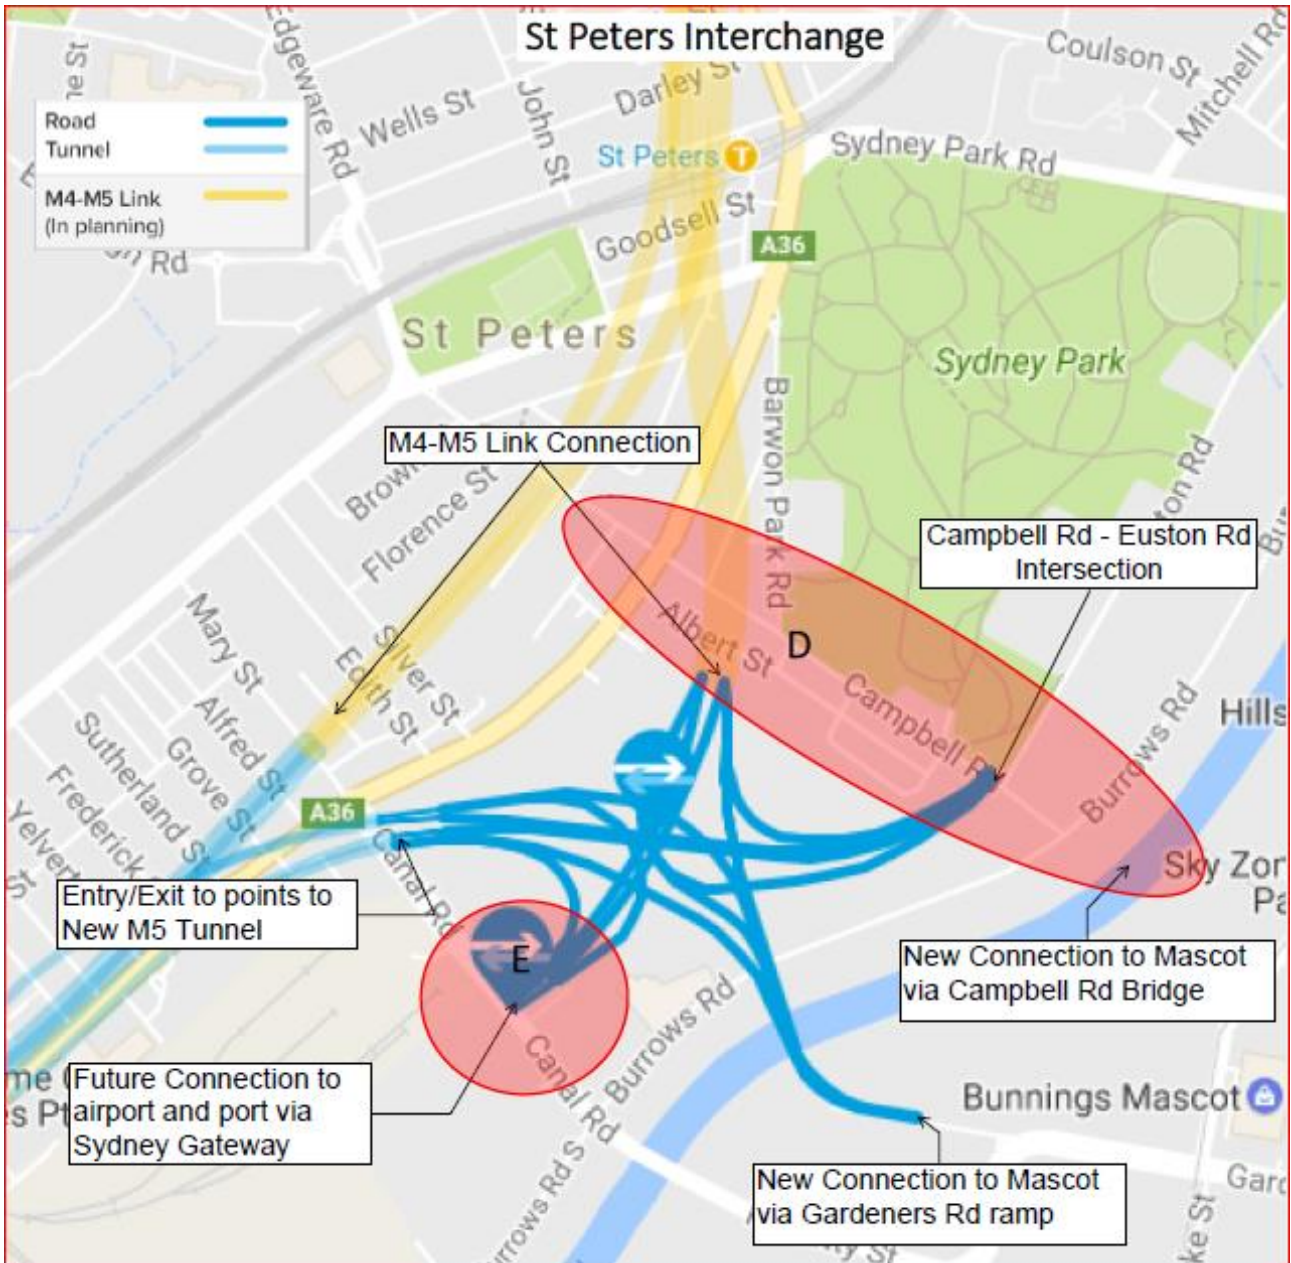 St Peters Interchange
Coulson St
Mitchell Rd
Edgeware Rd
Wells St
John St
Darley St
Road
Tunnel
M4-M5 Link
(In planning)
St Peters
T
Sydney Park Rd
Goodsell St
A36
Rd
St Peters
Sydney Park
Barwon Park Rd
M4-M5 Link Connection
Florence St
Campbell Rd - Euston Rd
Intersection
Mary St
Silver St
Edith St
Albert St
D
Campbell R
Alfred St
Grove St
Sutherland St
Frederick
St
A36
Canal Rd
Burrows Rd
Entry/Exit to points to
New M5 Tunnel
E
New Connection to Mascot
via Campbell Rd Bridge
Future Connection to
airport and port via
Sydney Gateway
Canal Rd
Burrows Rd
Bunnings Mascot
New Connection to Mascot
via Gardeners Rd ramp